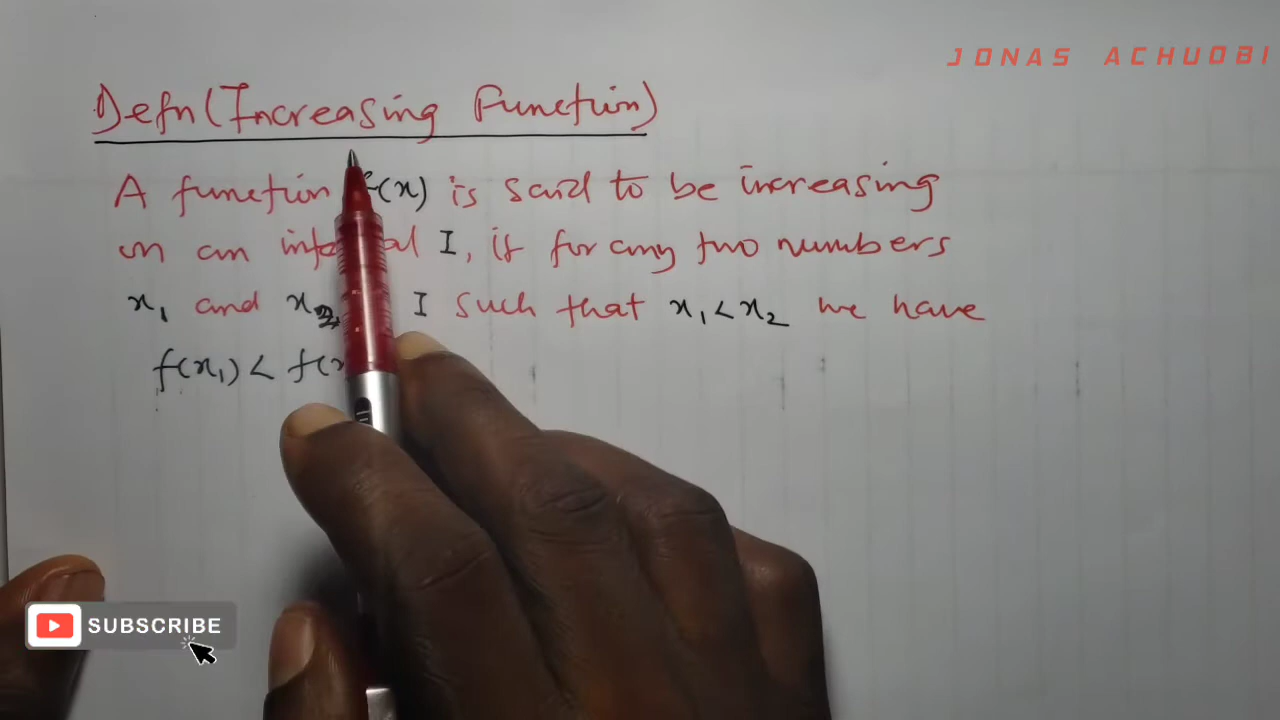 JONAS ACHUOBI
Defn (Increasing Function)
A function f(x) is said to be increasing
on an interval I, if for any two numbers
x₁ and x₂ I such that x₁ < x₂ we have
f(x₁) < f(x
SUBSCRIBE